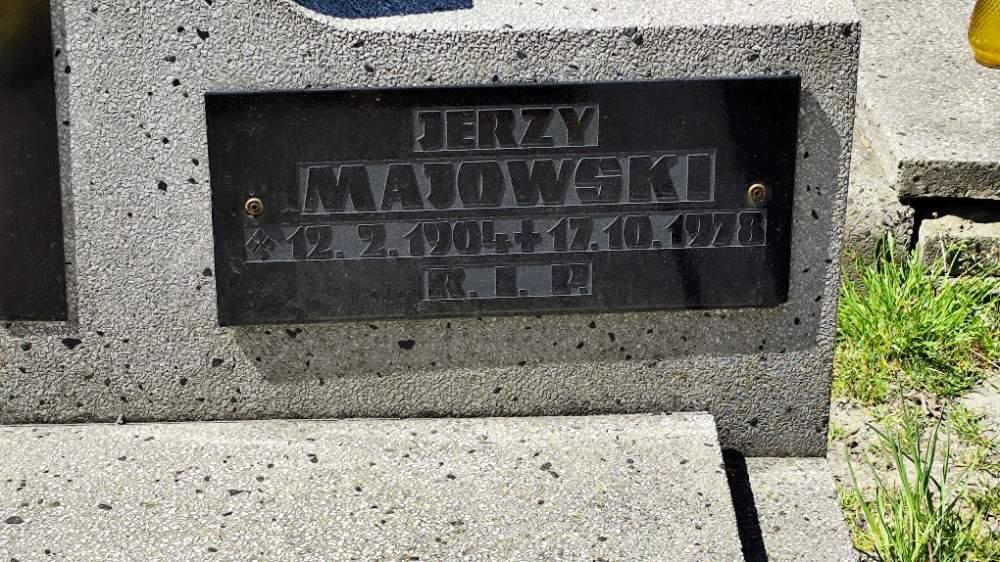 JERZY
MAJOWSKI
* 12. 2. 1904 + 17. 10. 1978
R. I. P.